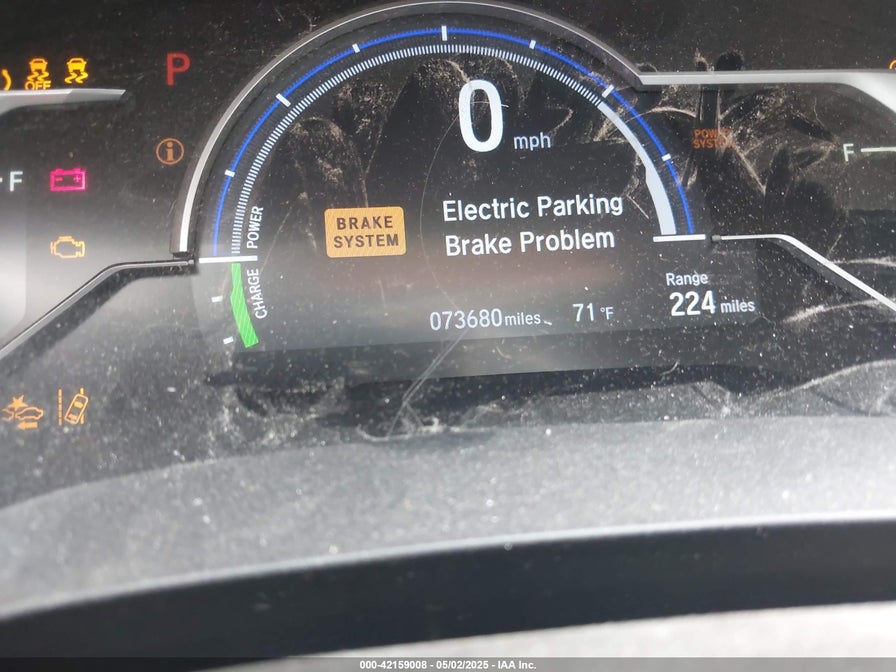 OFF
P
0 mph
POWER SYSTEM
F
F
i
POWER
CHARGE
BRAKE SYSTEM
Electric Parking
Brake Problem
Range
224 miles
073680 miles
71 °F
000-42159008 - 05/02/2025 - IAA Inc.